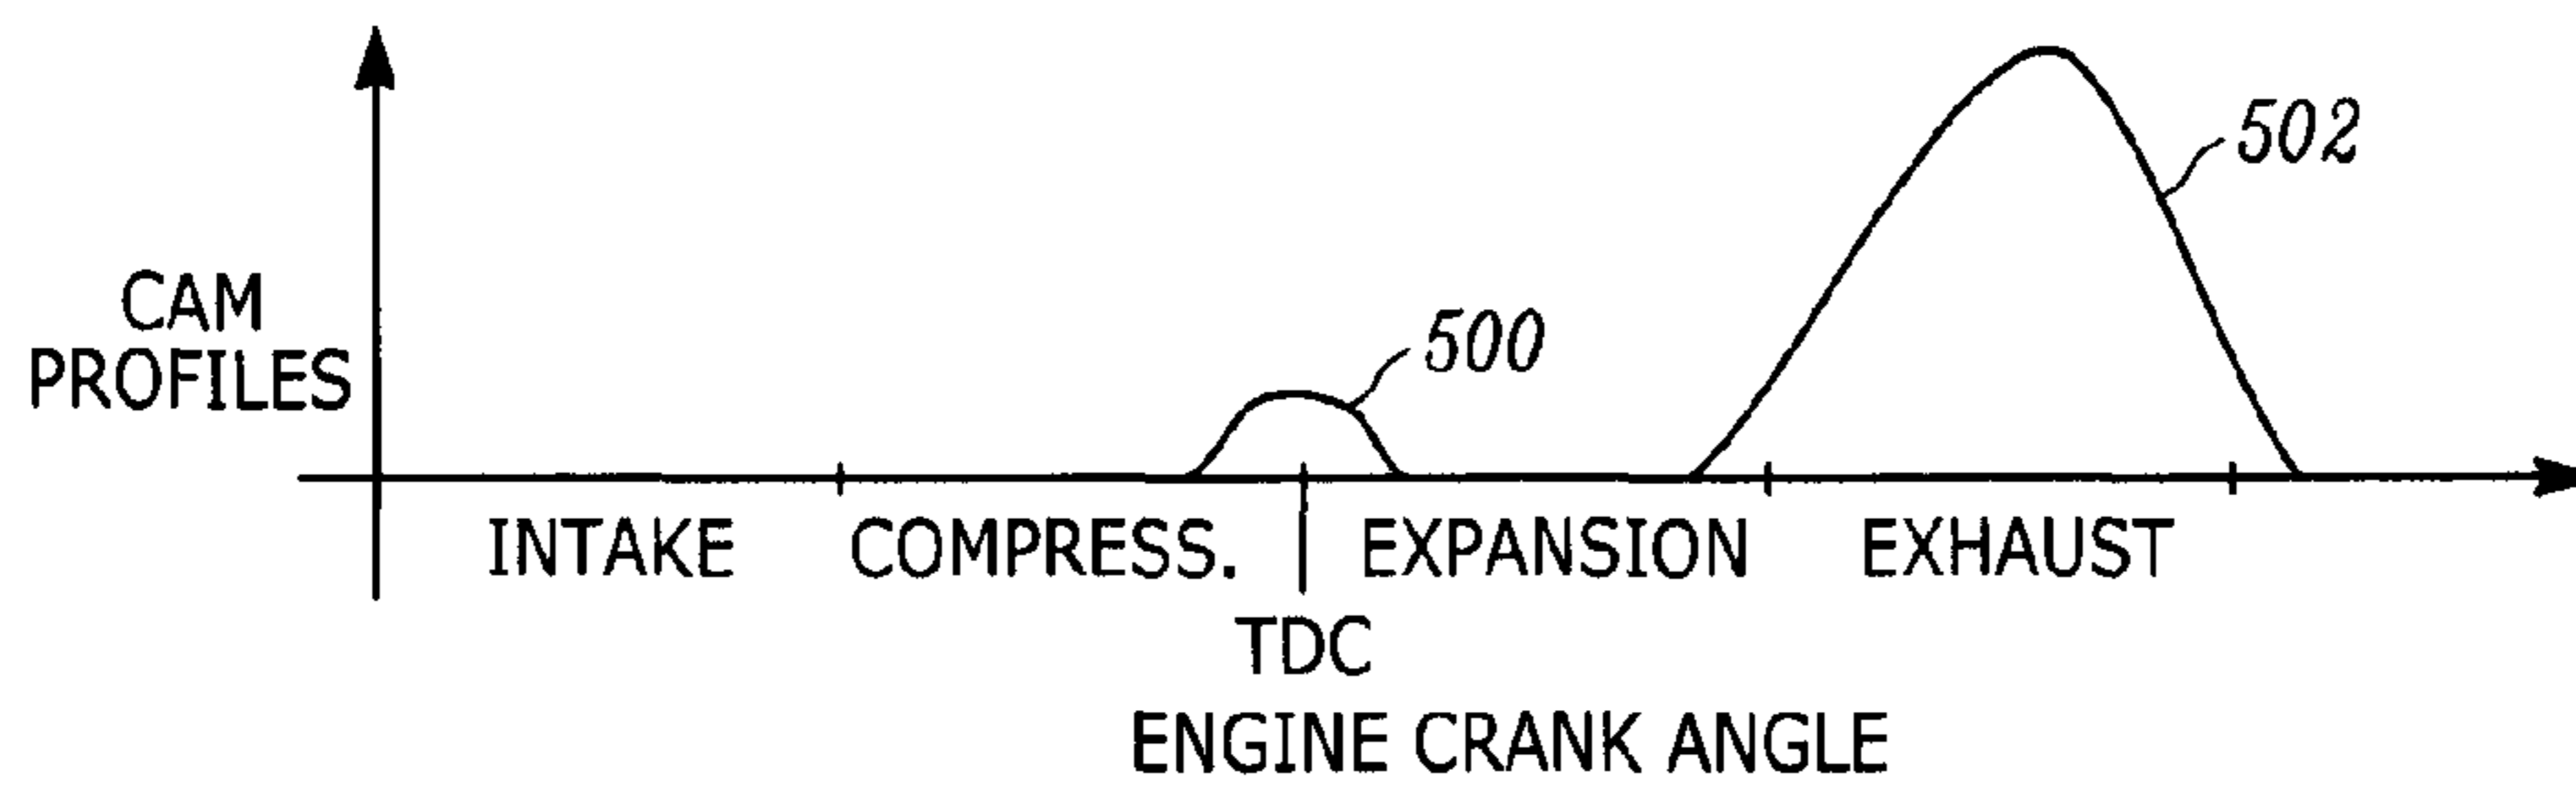 502
500
CAM
PROFILES
INTAKE COMPRESS. EXPANSION EXHAUST
TDC
ENGINE CRANK ANGLE